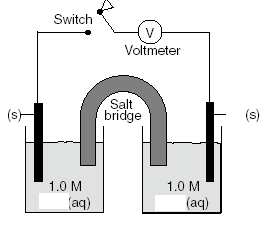 Switch
V
Voltmeter
(s)
Salt
bridge
(s)
1.0 M
(aq)
1.0 M
(aq)